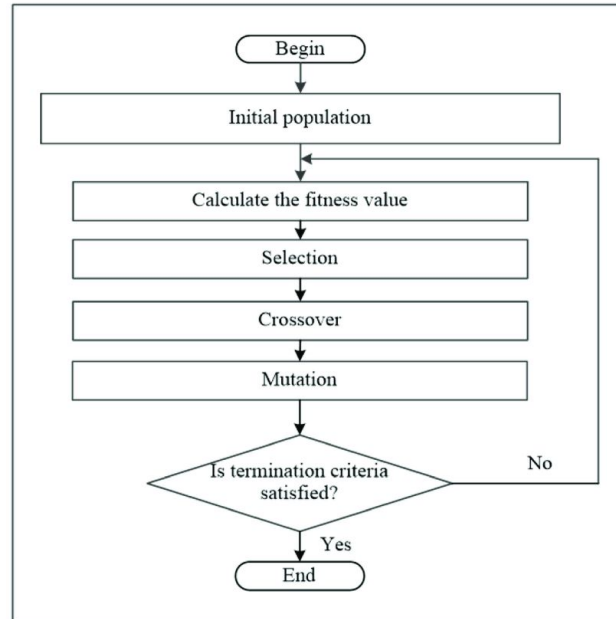 Begin
Initial population
Calculate the fitness value
Selection
Crossover
Mutation
Is termination criteria
satisfied?
No
Yes
End